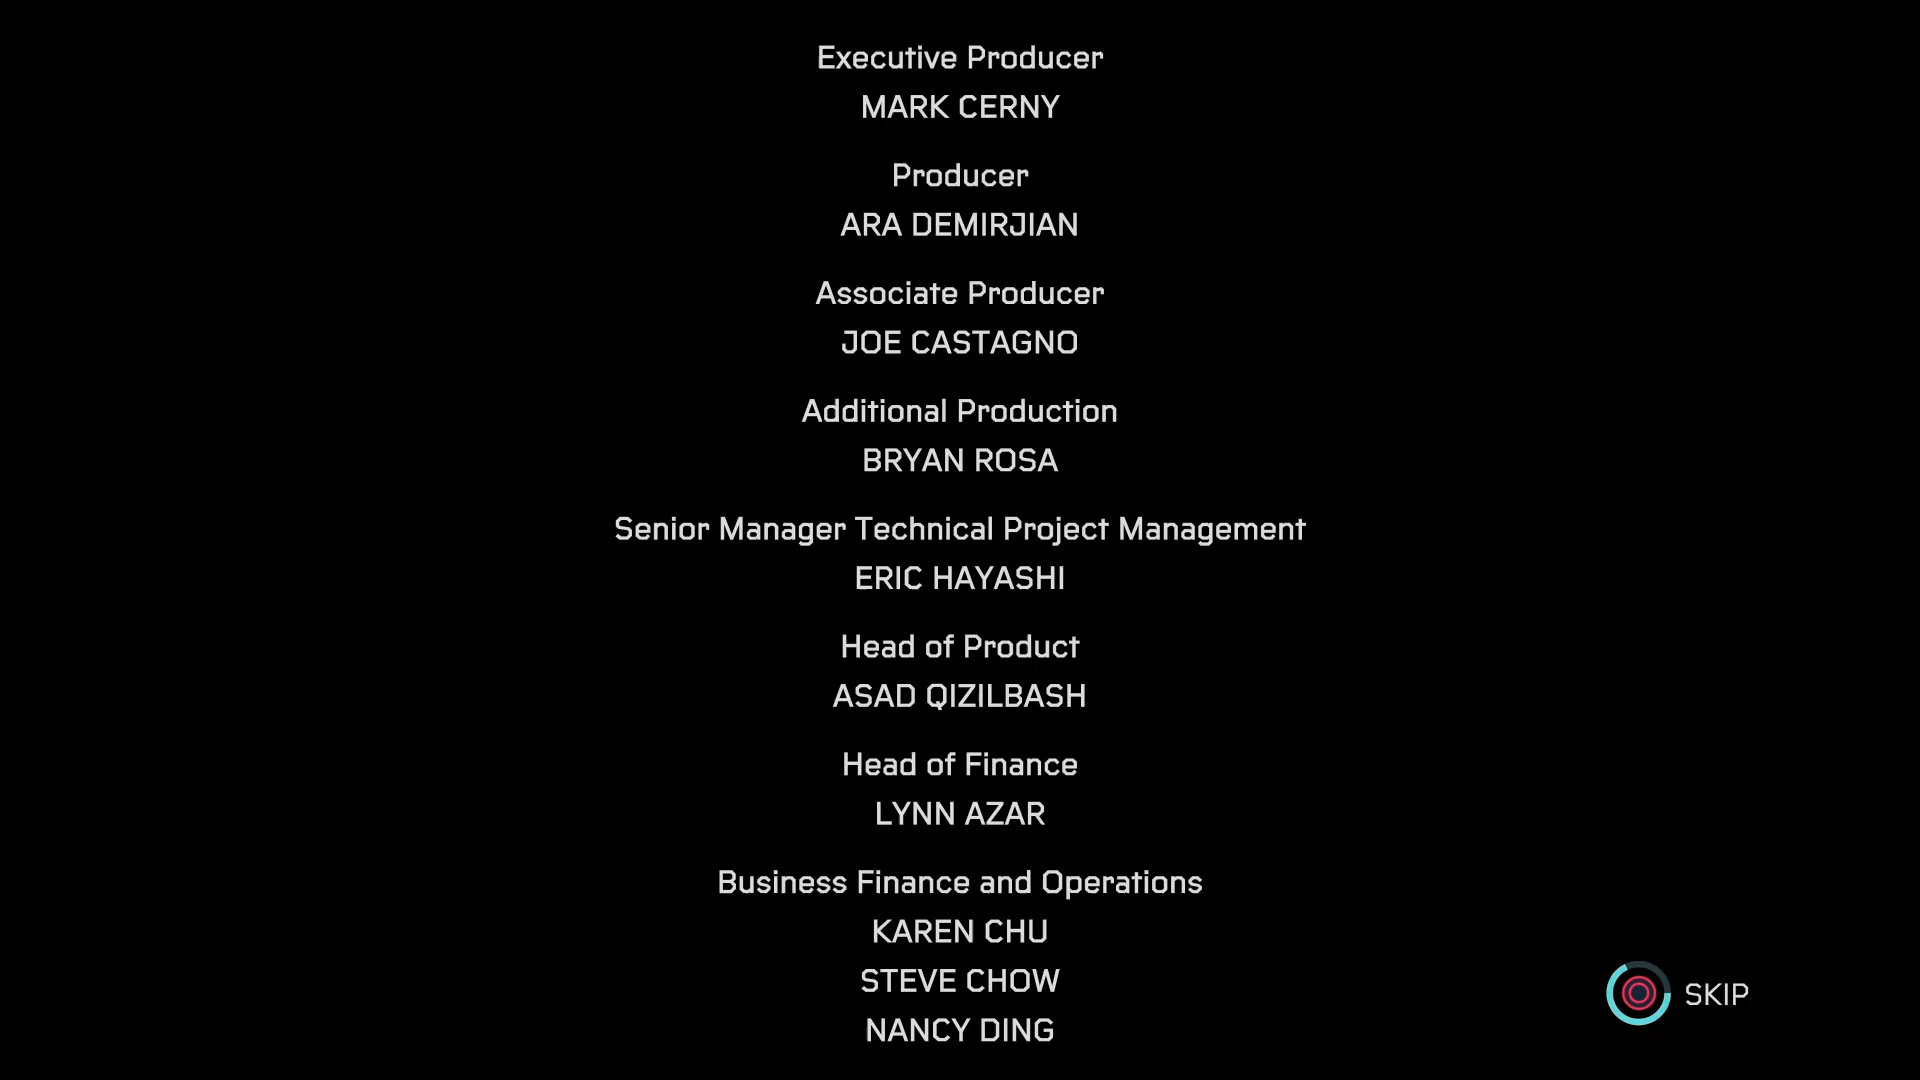 Executive Producer
MARK CERNY
Producer
ARA DEMIRJIAN
Associate Producer
JOE CASTAGNO
Additional Production
BRYAN ROSA
Senior Manager Technical Project Management
ERIC HAYASHI
Head of Product
ASAD QIZILBASH
Head of Finance
LYNN AZAR
Business Finance and Operations
KAREN CHU
STEVE CHOW
NANCY DING
SKIP